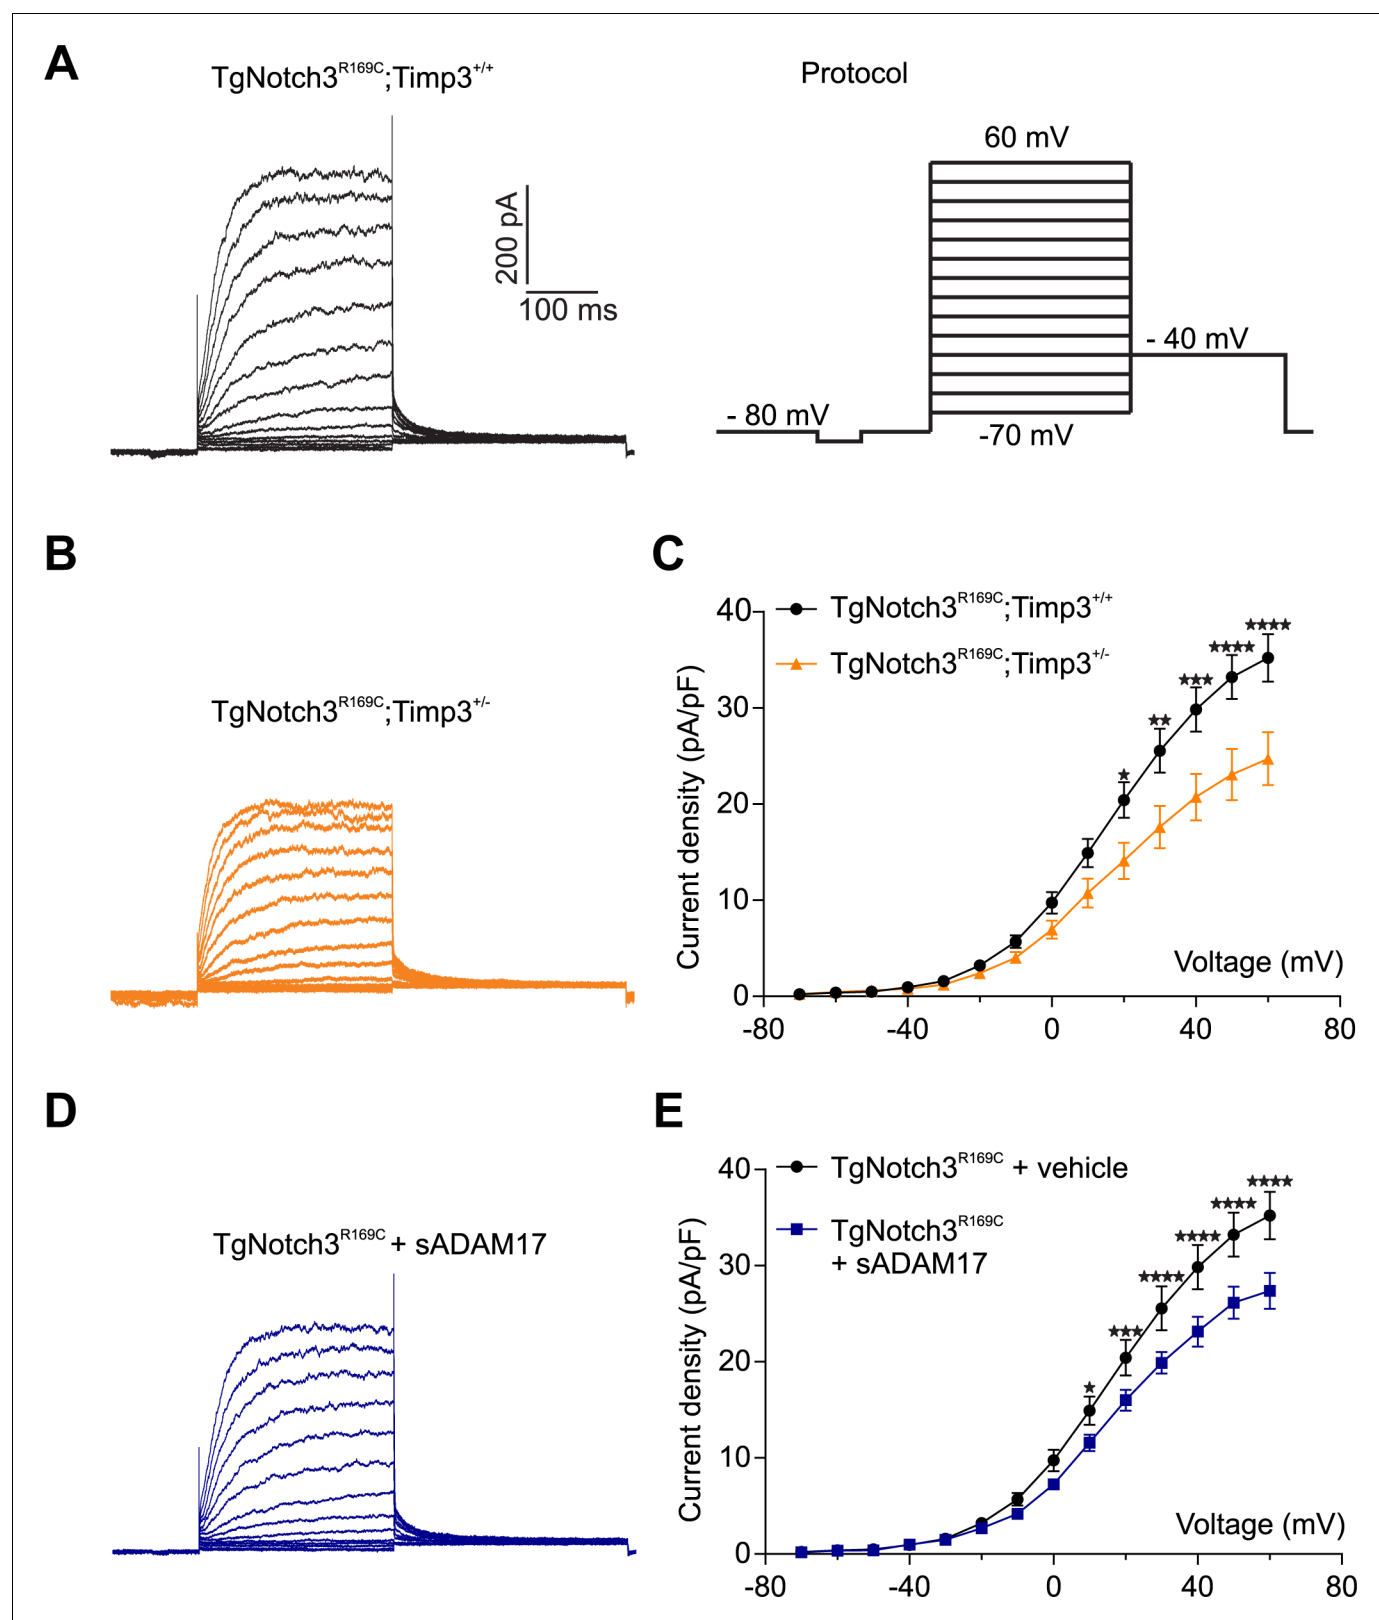 A
TgNotch3R169C;Timp3+/+
Protocol
200 pA
100 ms
60 mV
- 40 mV
- 80 mV
-70 mV
B
TgNotch3R169C;Timp3+/-
C
TgNotch3R169C;Timp3+/+
TgNotch3R169C;Timp3+/-
★ ★★ ★★★ ★★★★ ★★★★
Current density (pA/pF)
40
30
20
10
0
Voltage (mV)
-80 -40 0 40 80
D
TgNotch3R169C + sADAM17
E
TgNotch3R169C + vehicle
TgNotch3R169C
+ sADAM17
★ ★★★ ★★★★ ★★★★ ★★★★ ★★★★
Current density (pA/pF)
40
30
20
10
0
Voltage (mV)
-80 -40 0 40 80